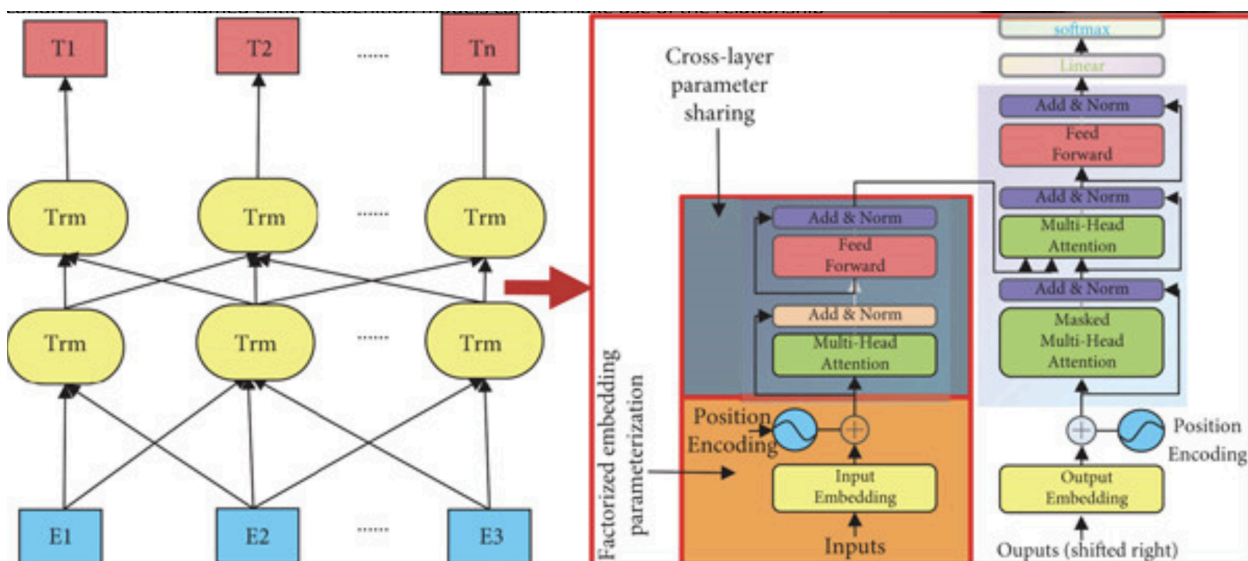 T1
T2
......
Tn
Trm
Trm
......
Trm
......
Trm
Trm
......
Trm
E1
E2
......
E3
Cross-layer
parameter
sharing
Add & Norm
Feed
Forward
Add & Norm
Multi-Head
Attention
Factorized embedding
parameterization
Position
Encoding
Input
Embedding
Inputs
softmax
Linear
Add & Norm
Feed
Forward
Add & Norm
Multi-Head
Attention
Add & Norm
Masked
Multi-Head
Attention
Position
Encoding
Output
Embedding
Ouputs (shifted right)